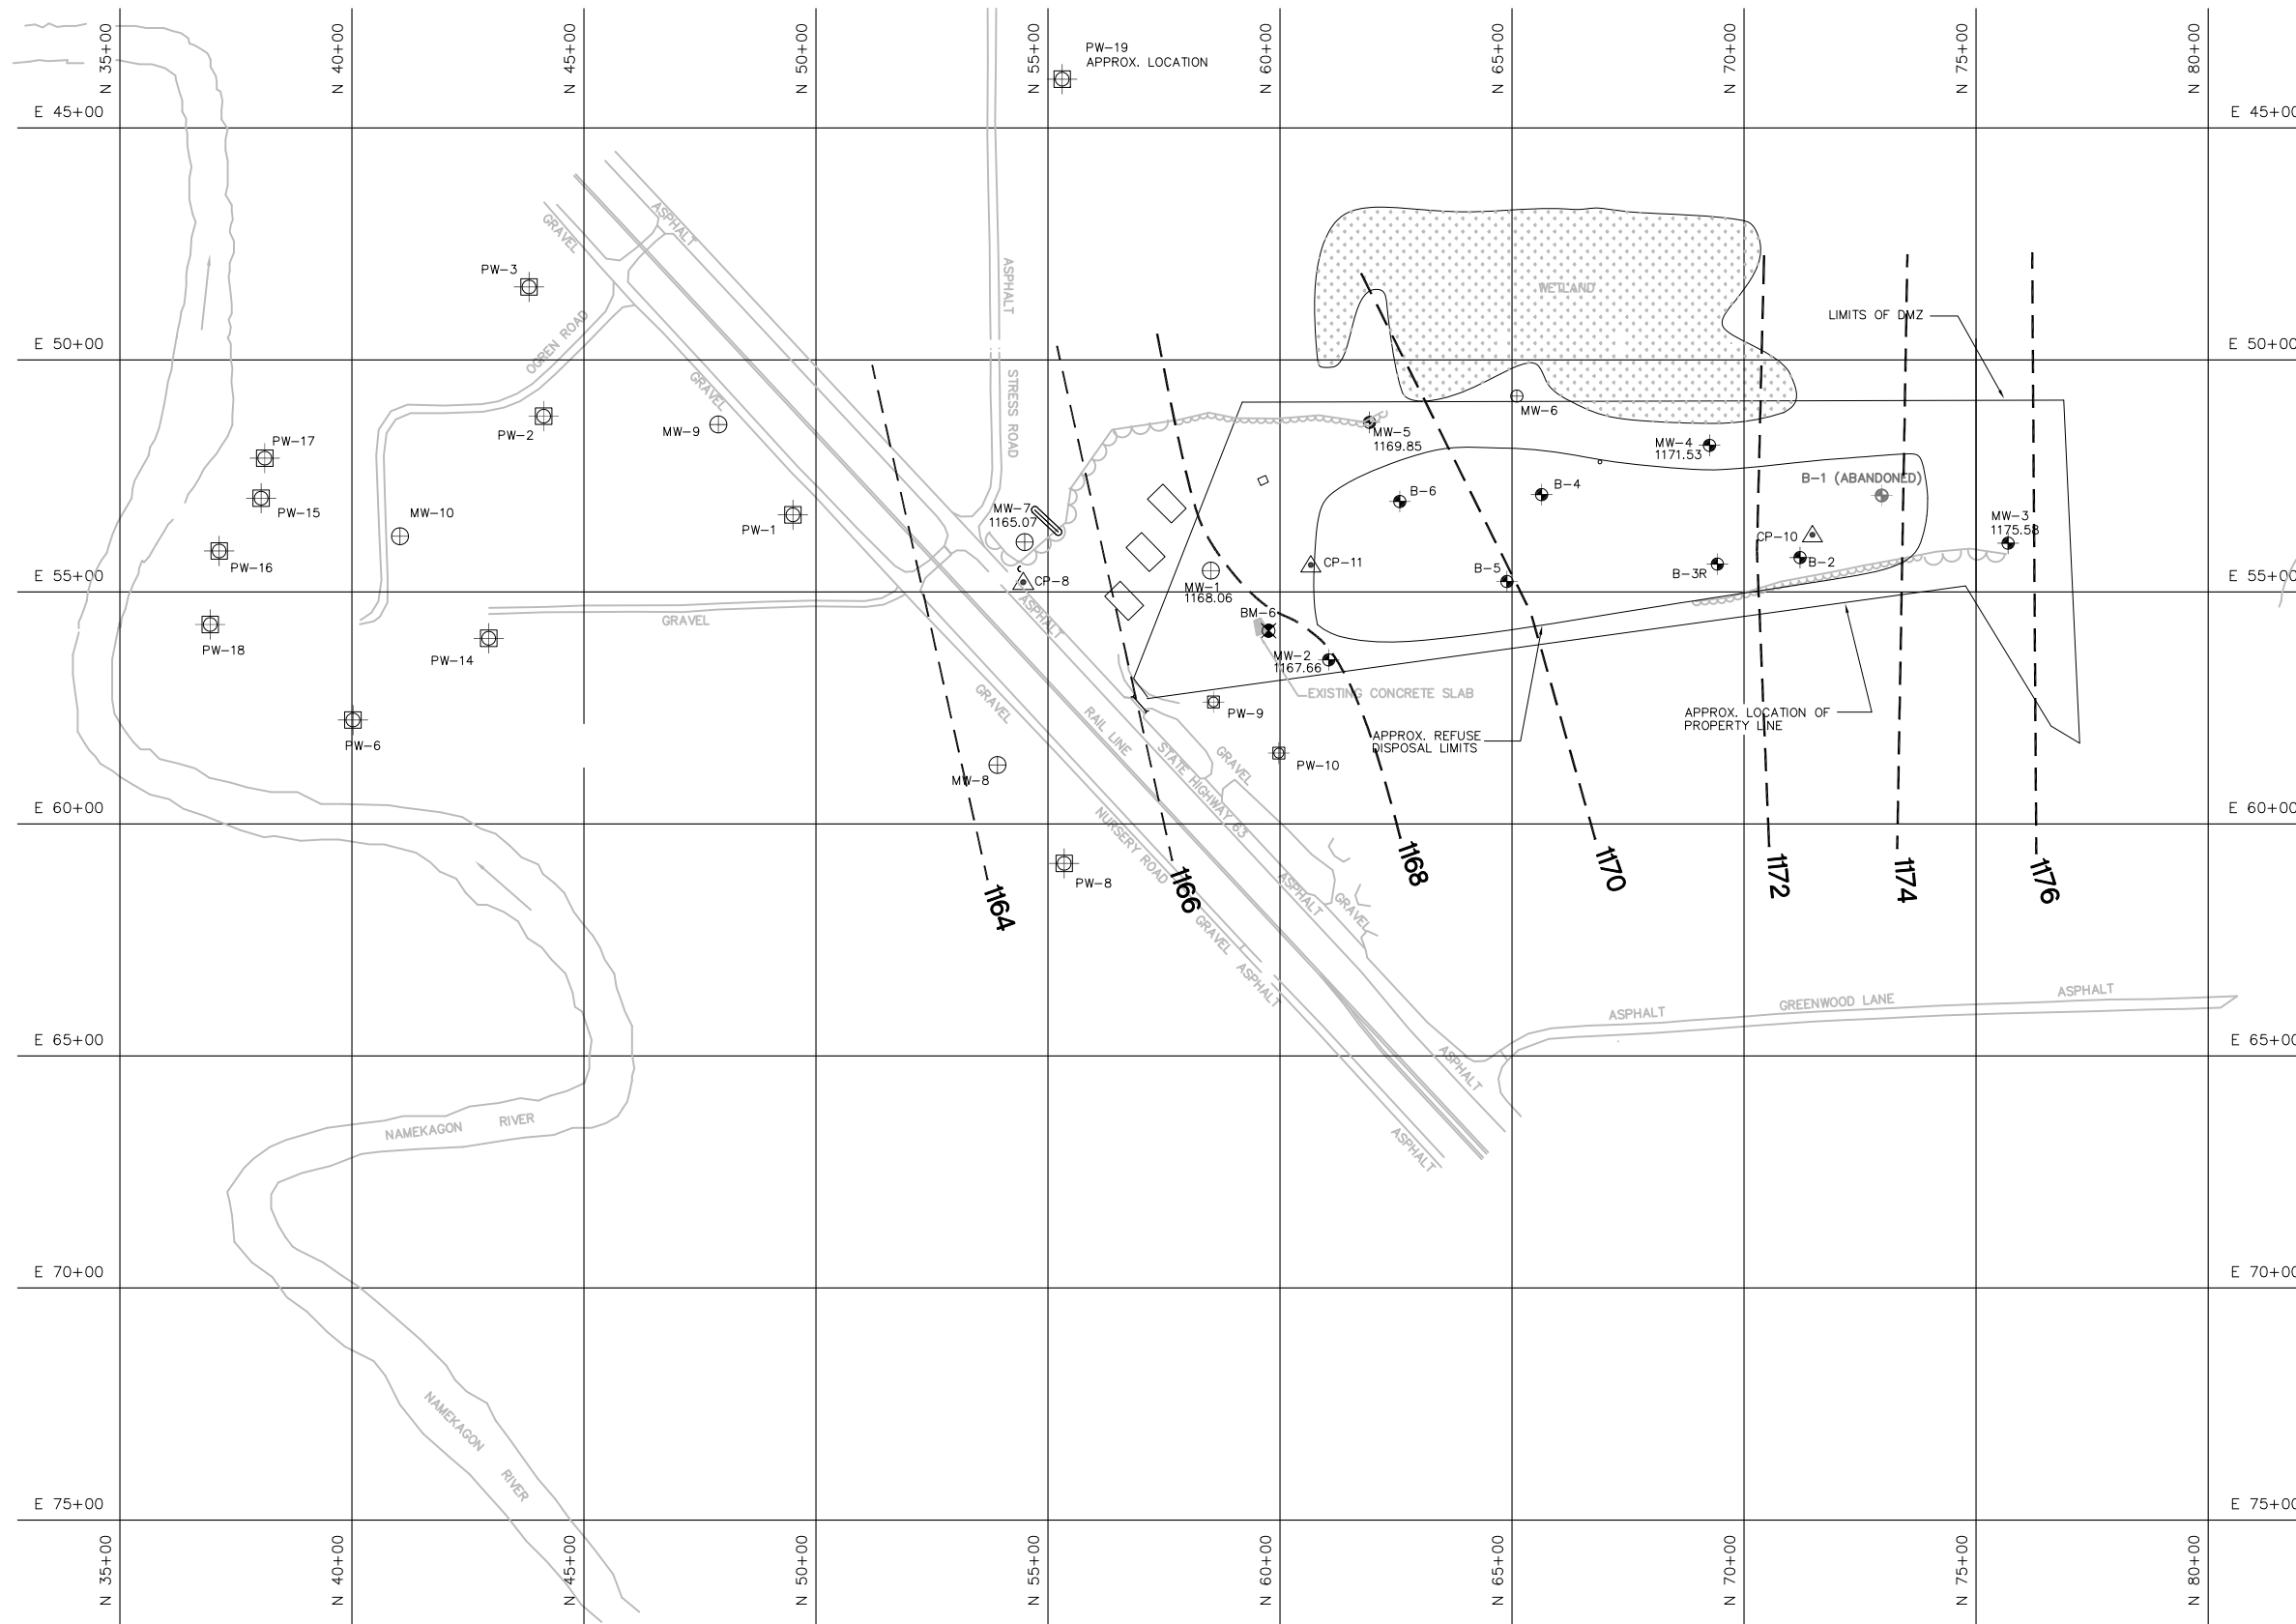 N 35+00
N 40+00
N 45+00
N 50+00
N 55+00
N 60+00
N 65+00
N 70+00
N 75+00
N 80+00
PW-19
APPROX. LOCATION
E 45+00
E 45+00
ASPHALT
GRAVEL
PW-3
ASPHALT
WETLAND
LIMITS OF DMZ
OGREN ROAD
E 50+00
E 50+00
GRAVEL
STRESS ROAD
MW-6
PW-2
MW-9
MW-5
1169.85
MW-4
1171.53
PW-17
B-1 (ABANDONED)
B-6
B-4
PW-15
MW-10
PW-1
MW-7
1165.07
MW-3
1175.58
CP-10
PW-16
CP-8
MW-1
1168.06
CP-11
B-5
B-3R
B-2
E 55+00
E 55+00
ASPHALT
GRAVEL
BM-6
PW-18
PW-14
MW-2
1167.66
EXISTING CONCRETE SLAB
GRAVEL
PW-9
APPROX. LOCATION OF
PROPERTY LINE
PW-6
RAIL LINE
APPROX. REFUSE
DISPOSAL LIMITS
STATE HIGHWAY 63
GRAVEL
PW-10
MW-8
E 60+00
E 60+00
NURSERY ROAD
PW-8
1164
1166
1168
1170
1172
1174
1176
ASPHALT
GRAVEL
GRAVEL
ASPHALT
ASPHALT
GREENWOOD LANE
ASPHALT
E 65+00
E 65+00
ASPHALT
NAMEKAGON
RIVER
ASPHALT
E 70+00
E 70+00
NAMEKAGON
RIVER
E 75+00
E 75+00
N 35+00
N 40+00
N 45+00
N 50+00
N 55+00
N 60+00
N 65+00
N 70+00
N 75+00
N 80+00